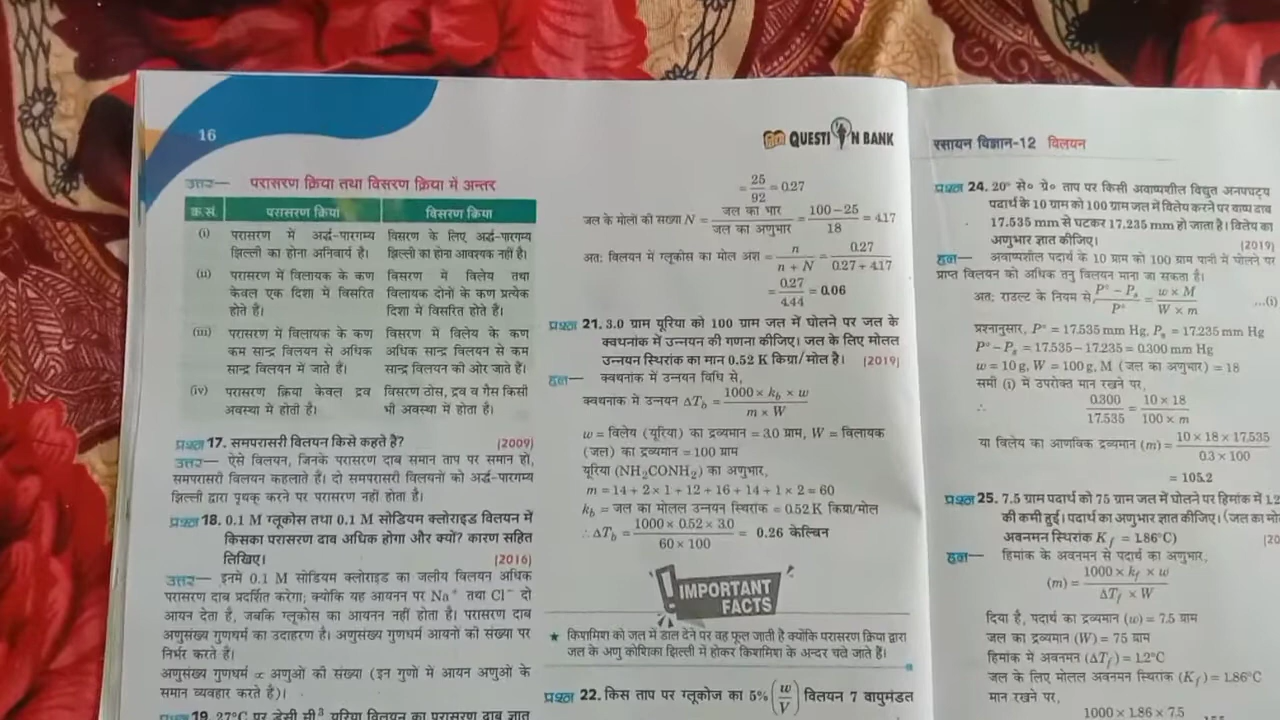 16
QUESTION BANK
उत्तर— परासरण क्रिया तथा विसरण क्रिया में अन्तर
क्र.सं. परासरण क्रिया विसरण क्रिया
(i) परासरण में अर्द्ध-पारगम्य विसरण के लिए अर्द्ध-पारगम्य
झिल्ली का होना अनिवार्य है। झिल्ली का होना आवश्यक नहीं है।
(ii) परासरण में विलायक के कण विसरण में विलेय तथा
केवल एक दिशा में विसरित विलायक दोनों के कण प्रत्येक
होते हैं। दिशा में विसरित होते हैं।
(iii) परासरण में विलायक के कण विसरण में विलेय के कण
कम सान्द्र विलयन से अधिक अधिक सान्द्र विलयन से कम
सान्द्र विलयन में जाते हैं। सान्द्र विलयन की ओर जाते हैं।
(iv) परासरण क्रिया केवल द्रव विसरण ठोस, द्रव व गैस किसी
अवस्था में होती है। भी अवस्था में होता है।
प्रश्न 17. समपरासरी विलयन किसे कहते है? (2009)
उत्तर— ऐसे विलयन, जिनके परासरण दाब समान ताप पर समान हो,
समपरासरी विलयन कहलाते हैं। दो समपरासरी विलयनों को अर्द्ध-पारगम्य
झिल्ली द्वारा पृथक् करने पर परासरण नहीं होता है।
प्रश्न 18. 0.1 M ग्लूकोस तथा 0.1 M सोडियम क्लोराइड विलयन में
किसका परासरण दाब अधिक होगा और क्यों? कारण सहित
लिखिए। (2016)
उत्तर— इनमें 0.1 M सोडियम क्लोराइड का जलीय विलयन अधिक
परासरण दाब प्रदर्शित करेगा; क्योंकि यह आयनन पर Na⁺ तथा Cl⁻ दो
आयन देता है, जबकि ग्लूकोस का आयनन नहीं होता है। परासरण दाब
अणुसंख्य गुणधर्म का उदाहरण है। अणुसंख्य गुणधर्म आयनों की संख्या पर
निर्भर करते हैं।
अणुसंख्य गुणधर्म ∝ अणुओं की संख्या (इन गुणों में आयन अणुओं के
समान व्यवहार करते है)।
प्रश्न 19. 27°C पर डेसी मी³ यूरिया विलयन का परासरण दाब ज्ञात
= 25/92 = 0.27
जल के मोलों की संख्या N = जल का भार/जल का अणुभार = 100-25/18 = 4.17
अतः विलयन में ग्लूकोस का मोल अंश = n/n + N = 0.27/0.27 + 4.17
= 0.27/4.44 = 0.06
प्रश्न 21. 3.0 ग्राम यूरिया को 100 ग्राम जल में घोलने पर जल के
क्वथनांक में उन्नयन की गणना कीजिए। जल के लिए मोलल
उन्नयन स्थिरांक का मान 0.52 K किग्रा/मोल है। (2019)
हल— क्वथनांक में उन्नयन विधि से,
क्वथनांक में उन्नयन ΔT_b = 1000 × k_b × w/m × W
w = विलेय (यूरिया) का द्रव्यमान = 3.0 ग्राम, W = विलायक
(जल) का द्रव्यमान = 100 ग्राम
यूरिया (NH₂CONH₂) का अणुभार,
m = 14 + 2 × 1 + 12 + 16 + 14 + 1 × 2 = 60
k_b = जल का मोलल उन्नयन स्थिरांक = 0.52 K किग्रा/मोल
∴ ΔT_b = 1000 × 0.52 × 3.0/60 × 100 = 0.26 केल्विन
IMPORTANT
FACTS
★ किशमिश को जल में डाल देने पर वह फूल जाती है क्योंकि परासरण क्रिया द्वारा
जल के अणु कोशिका झिल्ली में होकर किशमिश के अन्दर चले जाते हैं।
प्रश्न 22. किस ताप पर ग्लूकोज का 5% (w/V) विलयन 7 वायुमंडल
रसायन विज्ञान-12 विलयन
प्रश्न 24. 20° से० ग्रे० ताप पर किसी अवाष्पशील विद्युत अनपघट्य
पदार्थ के 10 ग्राम को 100 ग्राम जल में विलेय करने पर वाष्प दाब
17.535 mm से घटकर 17.235 mm हो जाता है। विलेय का
अणुभार ज्ञात कीजिए। (2019)
हल— अवाष्पशील पदार्थ के 10 ग्राम को 100 ग्राम पानी में घोलने पर
प्राप्त विलयन को अधिक तनु विलयन माना जा सकता है।
अतः राउल्ट के नियम से, P° - P_s/P° = w × M/W × m ...(i)
प्रश्नानुसार, P° = 17.535 mm Hg, P_s = 17.235 mm Hg
P° - P_s = 17.535 - 17.235 = 0.300 mm Hg
w = 10 g, W = 100 g, M (जल का अणुभार) = 18
समी (i) में उपरोक्त मान रखने पर,
∴ 0.300/17.535 = 10 × 18/100 × m
या विलेय का आणविक द्रव्यमान (m) = 10 × 18 × 17.535/0.3 × 100
= 105.2
प्रश्न 25. 7.5 ग्राम पदार्थ को 75 ग्राम जल में घोलने पर हिमांक में 1.2
की कमी हुई। पदार्थ का अणुभार ज्ञात कीजिए। (जल का मो
अवनमन स्थिरांक K_f = 1.86°C) (20
हल— हिमांक के अवनमन से पदार्थ का अणुभार,
(m) = 1000 × k_f × w/ΔT_f × W
दिया है, पदार्थ का द्रव्यमान (w) = 7.5 ग्राम
जल का द्रव्यमान (W) = 75 ग्राम
हिमांक में अवनमन (ΔT_f) = 1.2°C
जल के लिए मोलल अवनमन स्थिरांक (K_f) = 1.86°C
मान रखने पर,
1000 × 1.86 × 7.5